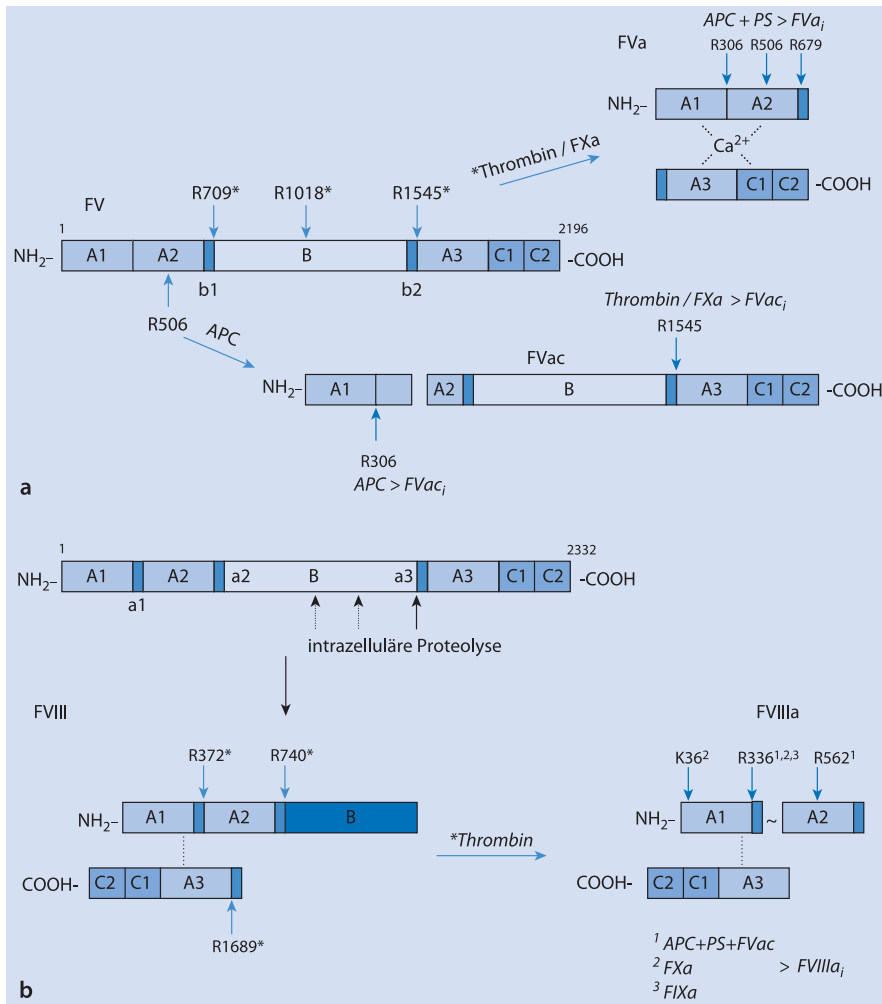 APC + PS > FVaᵢ
FVa
R306 R506 R679
NH₂– A1 A2
*Thrombin / FXa
Ca²⁺
A3 C1 C2 -COOH
FV
R709* R1018* R1545*
1 2196
NH₂– A1 A2 B A3 C1 C2 -COOH
b1 b2
R506
APC
Thrombin / FXa > FVacᵢ
R1545
FVac
NH₂– A1 A2 B A3 C1 C2 -COOH
R306
APC > FVacᵢ
a
1 2332
NH₂– A1 A2 a2 B a3 A3 C1 C2 -COOH
a1
intrazelluläre Proteolyse
FVIII
R372* R740*
NH₂– A1 A2 B
COOH- C2 C1 A3
R1689*
*Thrombin
FVIIIa
K36² R336¹,²,³ R562¹
NH₂– A1 ~ A2
COOH- C2 C1 A3
¹ APC+PS+FVac
² FXa > FVIIIaᵢ
³ FIXa
b